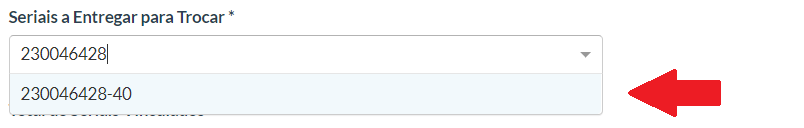 Seriais a Entregar para Trocar *
230046428
230046428-40